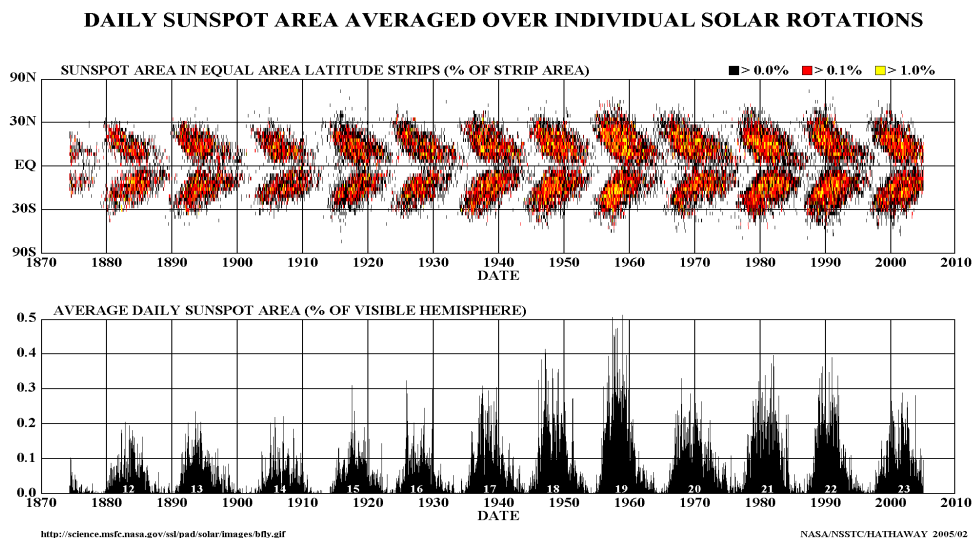 DAILY SUNSPOT AREA AVERAGED OVER INDIVIDUAL SOLAR ROTATIONS
SUNSPOT AREA IN EQUAL AREA LATITUDE STRIPS (% OF STRIP AREA) > 0.0% > 0.1% > 1.0%
90N
30N
EQ
30S
90S
1870 1880 1890 1900 1910 1920 1930 1940 1950 1960 1970 1980 1990 2000 2010
DATE
AVERAGE DAILY SUNSPOT AREA (% OF VISIBLE HEMISPHERE)
0.5
0.4
0.3
0.2
0.1
0.0
12 13 14 15 16 17 18 19 20 21 22 23
1870 1880 1890 1900 1910 1920 1930 1940 1950 1960 1970 1980 1990 2000 2010
DATE
http://science.msfc.nasa.gov/ssl/pad/solar/images/bfly.gif NASA/NSSTC/HATHAWAY 2005/02